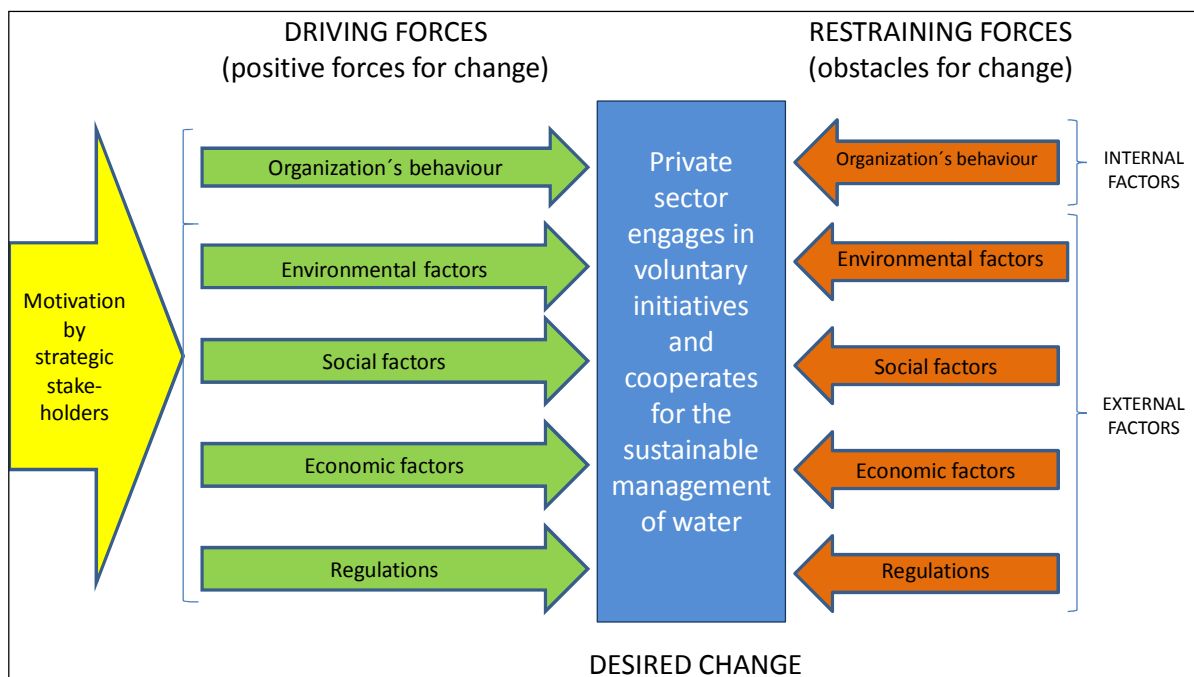 DRIVING FORCES
(positive forces for change)
RESTRAINING FORCES
(obstacles for change)
Motivation
by
strategic
stake-
holders
Organization´s behaviour
Environmental factors
Social factors
Economic factors
Regulations
Private
sector
engages in
voluntary
initiatives
and
cooperates
for the
sustainable
management
of water
Organization´s behaviour
Environmental factors
Social factors
Economic factors
Regulations
INTERNAL
FACTORS
EXTERNAL
FACTORS
DESIRED CHANGE